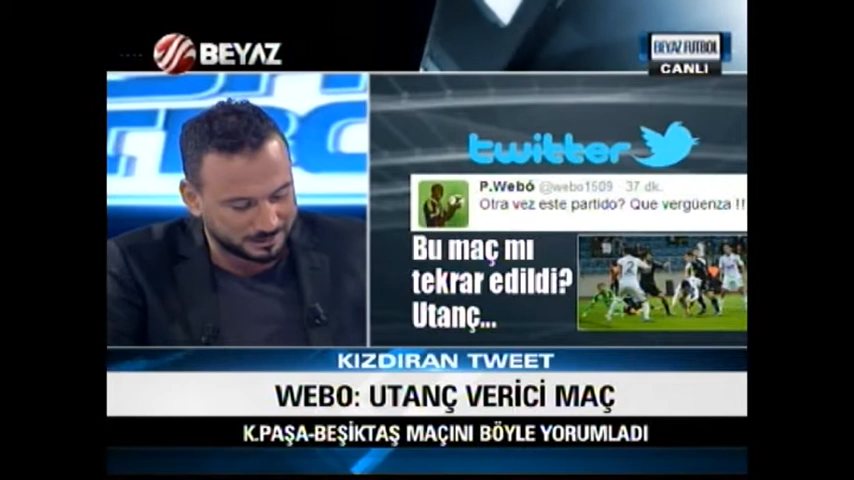 BEYAZ
BEYAZ FUTBOL
CANLI
twitter
P.Webó @webo1509 · 37 dk.
Otra vez este partido? Que vergüenza !!
Bu maç mı
tekrar edildi?
Utanç...
KIZDIRAN TWEET
WEBO: UTANÇ VERİCİ MAÇ
K.PAŞA-BEŞİKTAŞ MAÇINI BÖYLE YORUMLADI